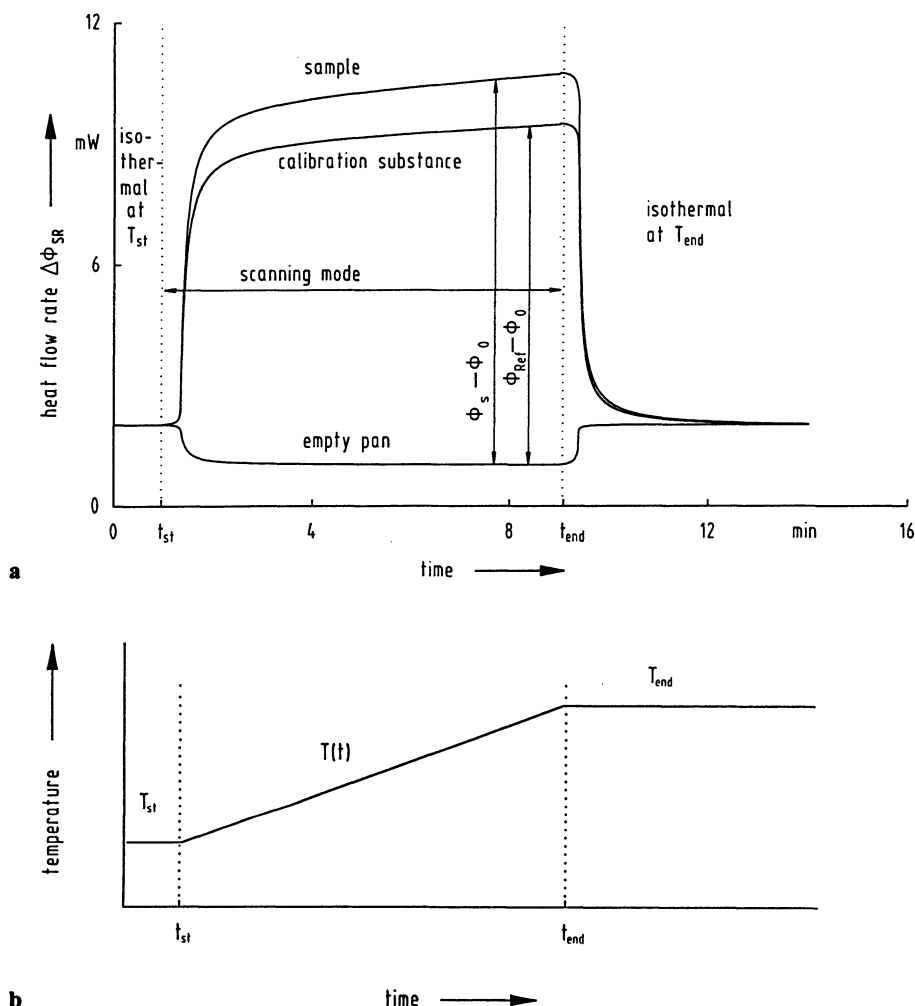 12
sample
mW
iso-
ther-
mal
at
T_st
calibration substance
isothermal
at T_end
heat flow rate ΔΦ_SR
6
scanning mode
Φ_s — Φ_0
Φ_Ref — Φ_0
empty pan
0
0 t_st 4 8 t_end 12 min 16
a
time
T_end
T(t)
T_st
temperature
t_st t_end
b
time